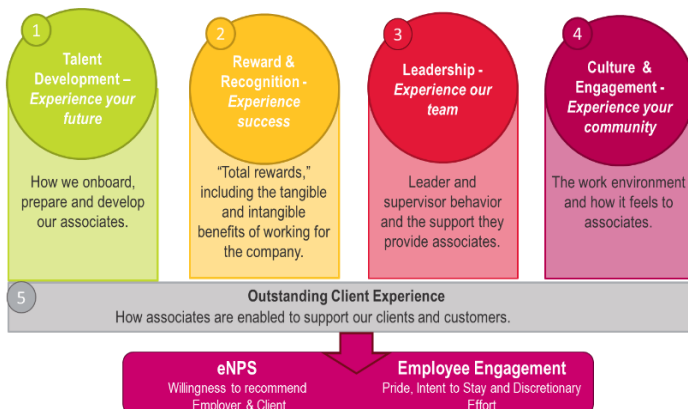 1
Talent
Development –
Experience your
future
How we onboard,
prepare and develop
our associates.
2
Reward &
Recognition -
Experience
success
“Total rewards,”
including the tangible
and intangible
benefits of working for
the company.
3
Leadership -
Experience our
team
Leader and
supervisor behavior
and the support they
provide associates.
4
Culture &
Engagement -
Experience your
community
The work environment
and how it feels to
associates.
5
Outstanding Client Experience
How associates are enabled to support our clients and customers.
eNPS
Willingness to recommend
Employer & Client
Employee Engagement
Pride, Intent to Stay and Discretionary
Effort